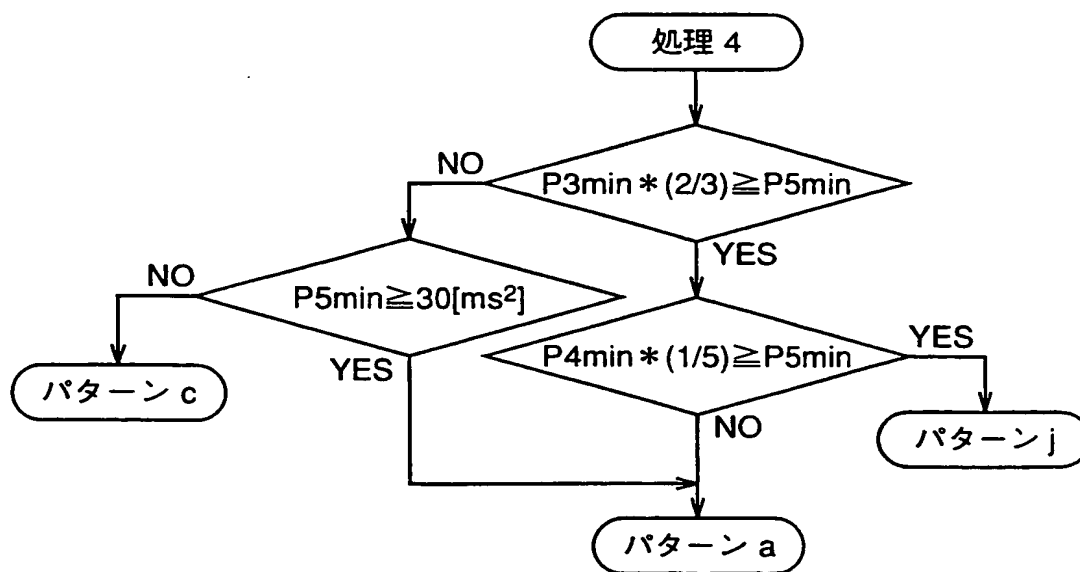 処理 4
NO
P3min＊(2/3)≧P5min
YES
NO
P5min≧30[ms²]
YES
P4min＊(1/5)≧P5min
YES
パターン c
NO
パターン j
パターン a